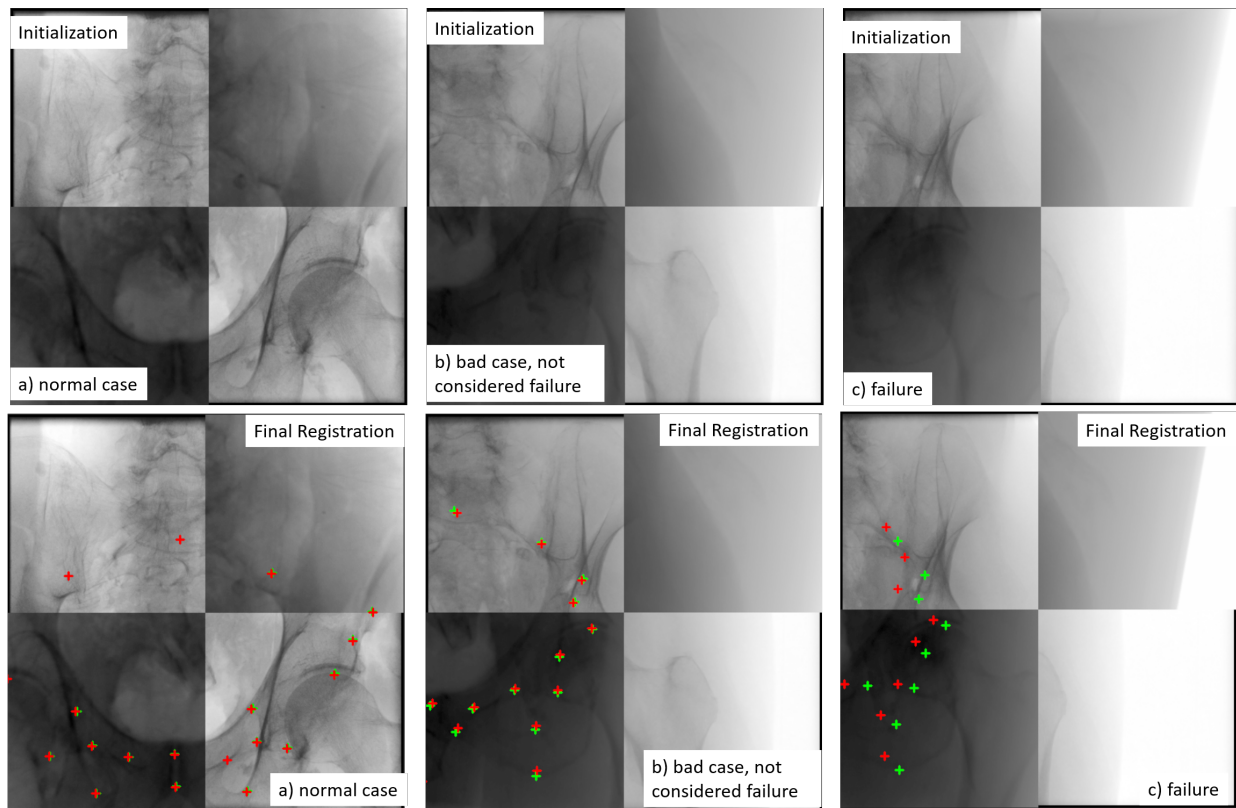 Initialization
a) normal case
Initialization
b) bad case, not
considered failure
Initialization
c) failure
Final Registration
a) normal case
Final Registration
b) bad case, not
considered failure
Final Registration
c) failure